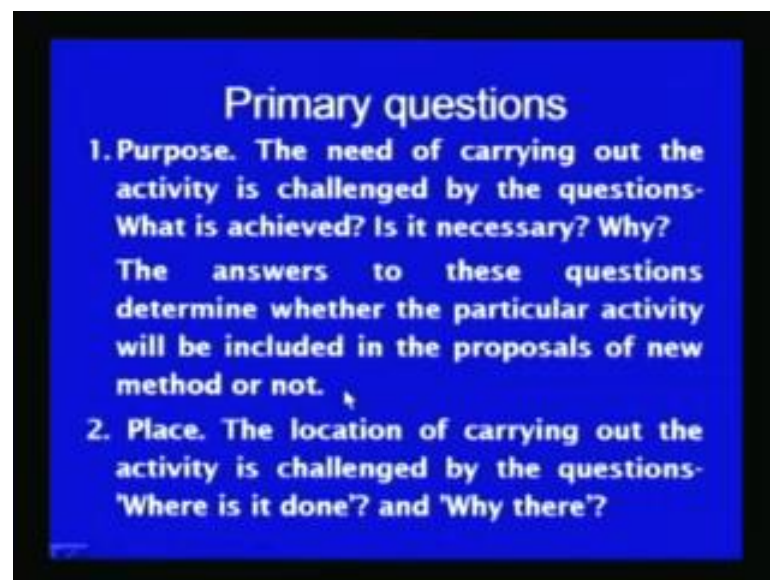 Primary questions
1. Purpose. The need of carrying out the
activity is challenged by the questions-
What is achieved? Is it necessary? Why?
The answers to these questions
determine whether the particular activity
will be included in the proposals of new
method or not.
2. Place. The location of carrying out the
activity is challenged by the questions-
'Where is it done'? and 'Why there'?